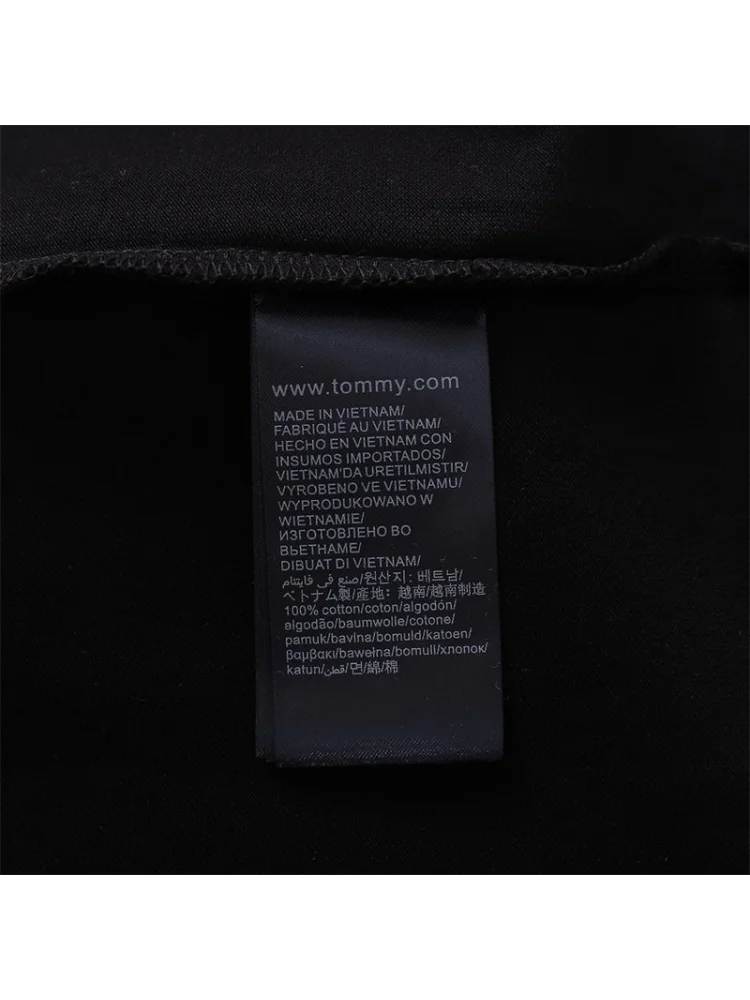 www.tommy.com
MADE IN VIETNAM/
FABRIQUÉ AU VIETNAM/
HECHO EN VIETNAM CON
INSUMOS IMPORTADOS/
VIETNAM'DA URETILMISTIR/
VYROBENO VE VIETNAMU/
WYPRODUKOWANO W
WIETNAMIE/
ИЗГОТОВЛЕНО ВО
ВЬЕТНАМЕ/
DIBUAT DI VIETNAM/
صنع في فايتنام/원산지: 베트남/
ベトナム製/產地：越南/越南制造
100% cotton/coton/algodón/
algodão/baumwolle/cotone/
pamuk/bavlna/bomuld/katoen/
βαμβακι/bawełna/bomull/хлопок/
katun/قطن/면/綿/棉